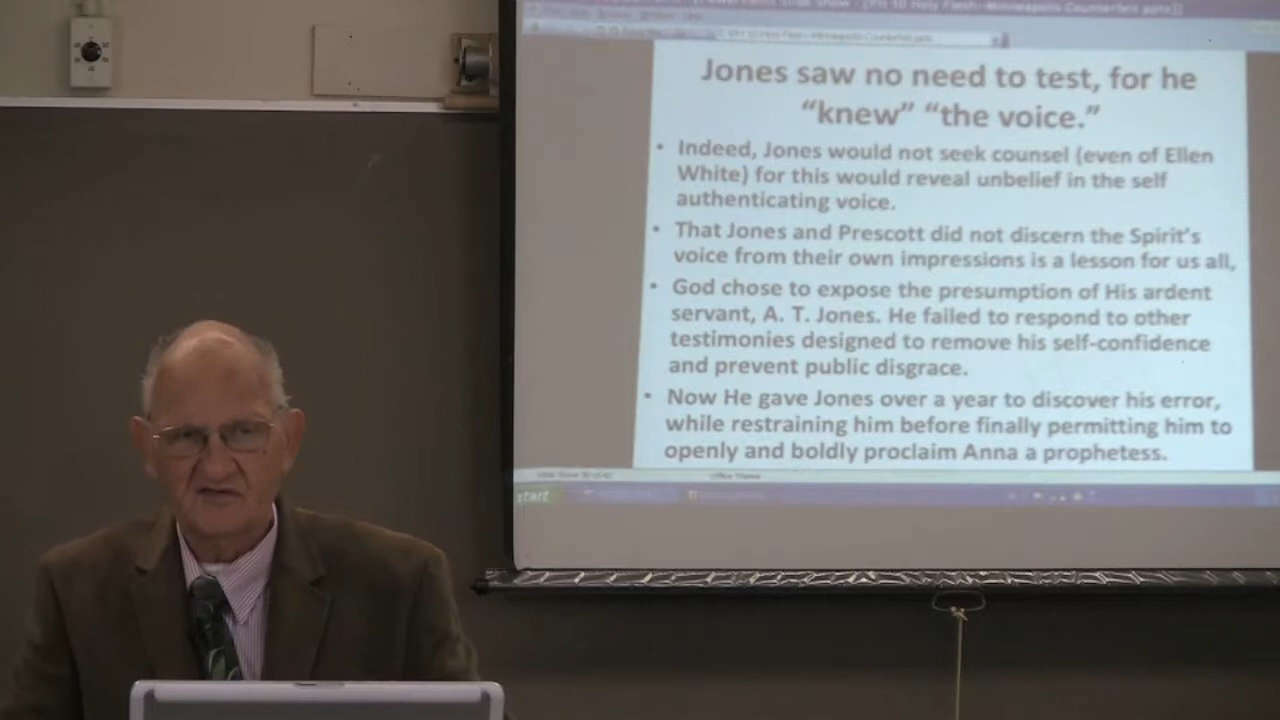 Jones saw no need to test, for he
“knew” “the voice.”
• Indeed, Jones would not seek counsel (even of Ellen
White) for this would reveal unbelief in the self
authenticating voice.
• That Jones and Prescott did not discern the Spirit’s
voice from their own impressions is a lesson for us all,
• God chose to expose the presumption of His ardent
servant, A. T. Jones. He failed to respond to other
testimonies designed to remove his self-confidence
and prevent public disgrace.
• Now He gave Jones over a year to discover his error,
while restraining him before finally permitting him to
openly and boldly proclaim Anna a prophetess.
Office Theme
start